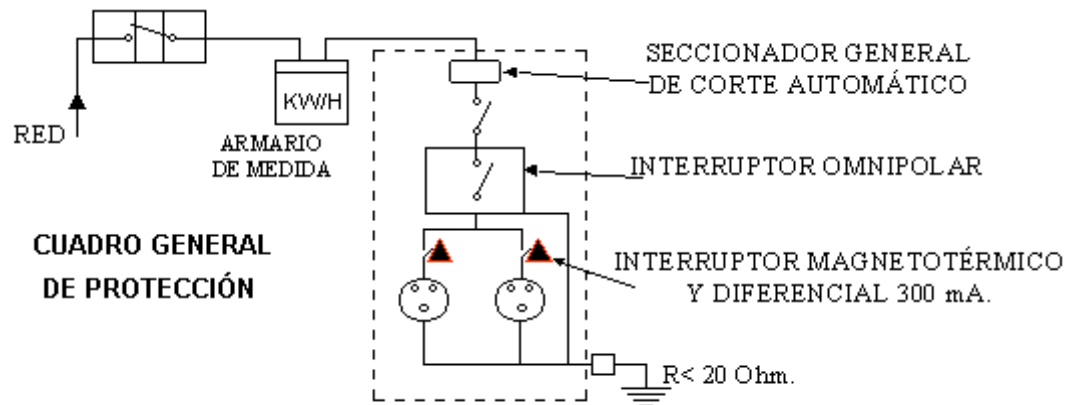 SECCIONADOR GENERAL
DE CORTE AUTOMÁTICO
KW/H
RED
ARMARIO
DE MEDIDA
INTERRUPTOR OMNIPOLAR
CUADRO GENERAL
DE PROTECCIÓN
INTERRUPTOR MAGNETOTÉRMICO
Y DIFERENCIAL 300 mA.
R< 20 Ohm.